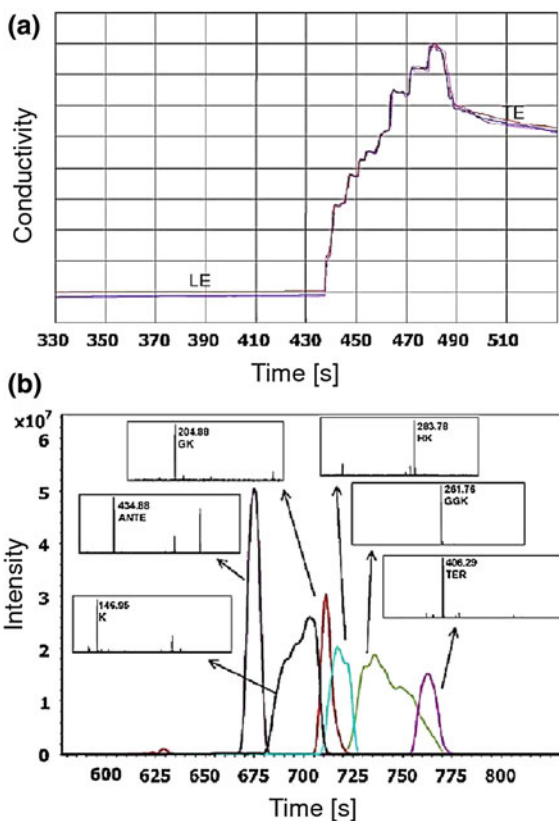 (a)
Conductivity
LE
TE
330 350 370 390 410 430 450 470 490 510
Time [s]
(b)
x10⁷
6
5
4
3
2
1
0
Intensity
204.88
GK
434.88
ANTE
146.95
K
283.78
HK
261.76
GGK
406.29
TER
600 625 650 675 700 725 750 775 800
Time [s]